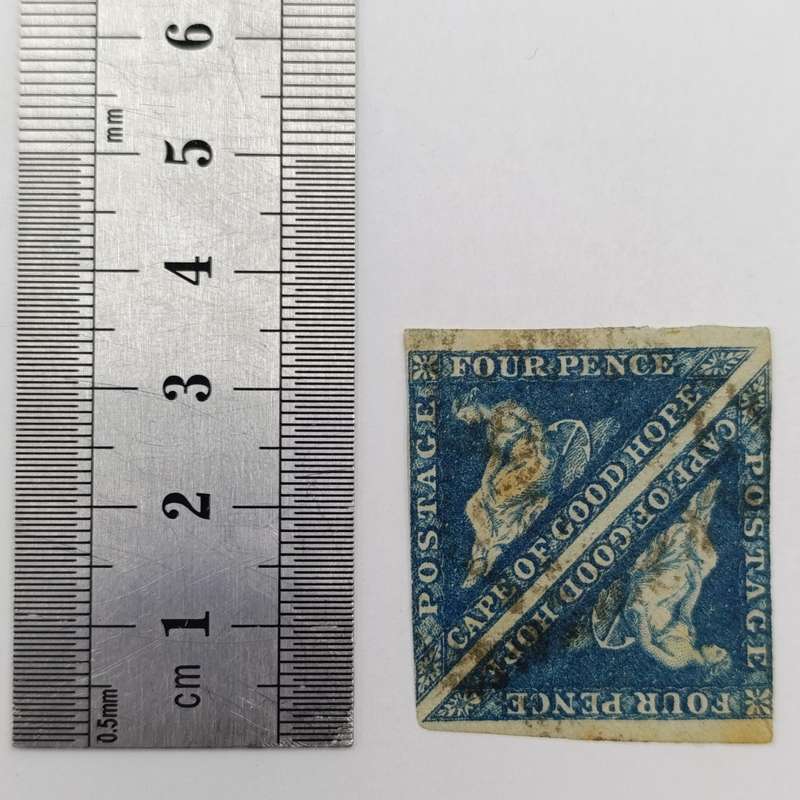 6
mm
5
4
3
2
1
cm
0.5mm
FOUR PENCE
POSTAGE
CAPE OF GOOD HOPE
CAPE OF GOOD HOPE
POSTAGE
FOUR PENCE